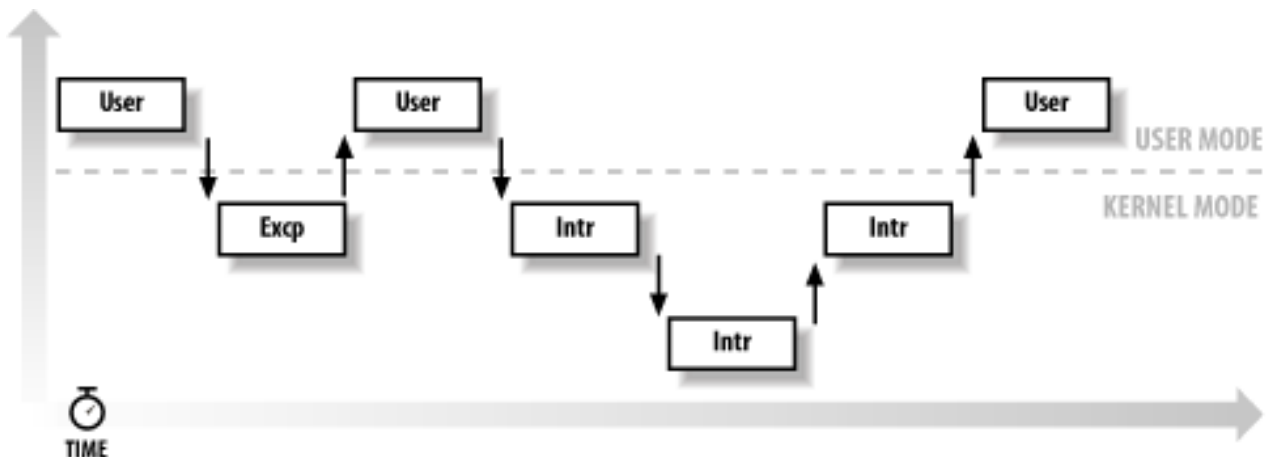 User
User
User
USER MODE
KERNEL MODE
Excp
Intr
Intr
Intr
TIME